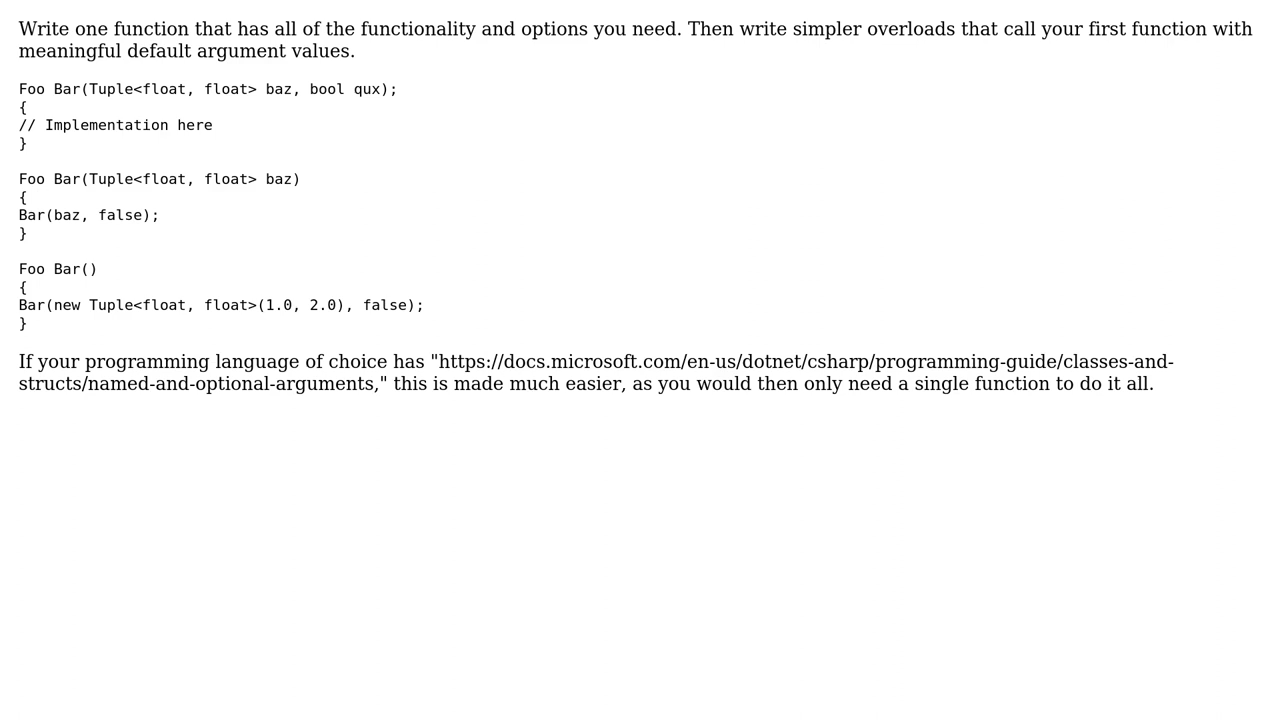 Write one function that has all of the functionality and options you need. Then write simpler overloads that call your first function with
meaningful default argument values.
Foo Bar(Tuple<float, float> baz, bool qux);
{
// Implementation here
}
Foo Bar(Tuple<float, float> baz)
{
Bar(baz, false);
}
Foo Bar()
{
Bar(new Tuple<float, float>(1.0, 2.0), false);
}
If your programming language of choice has "https://docs.microsoft.com/en-us/dotnet/csharp/programming-guide/classes-and-
structs/named-and-optional-arguments," this is made much easier, as you would then only need a single function to do it all.